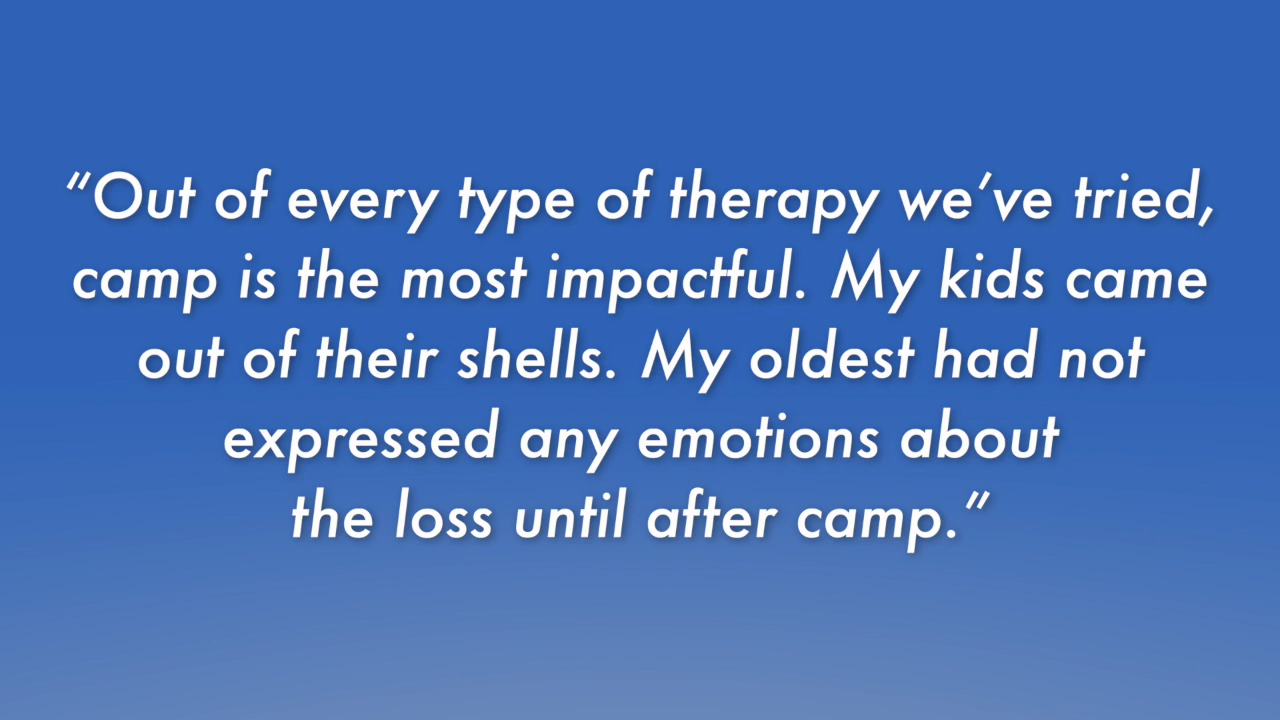 “Out of every type of therapy we’ve tried,
camp is the most impactful. My kids came
out of their shells. My oldest had not
expressed any emotions about
the loss until after camp.”